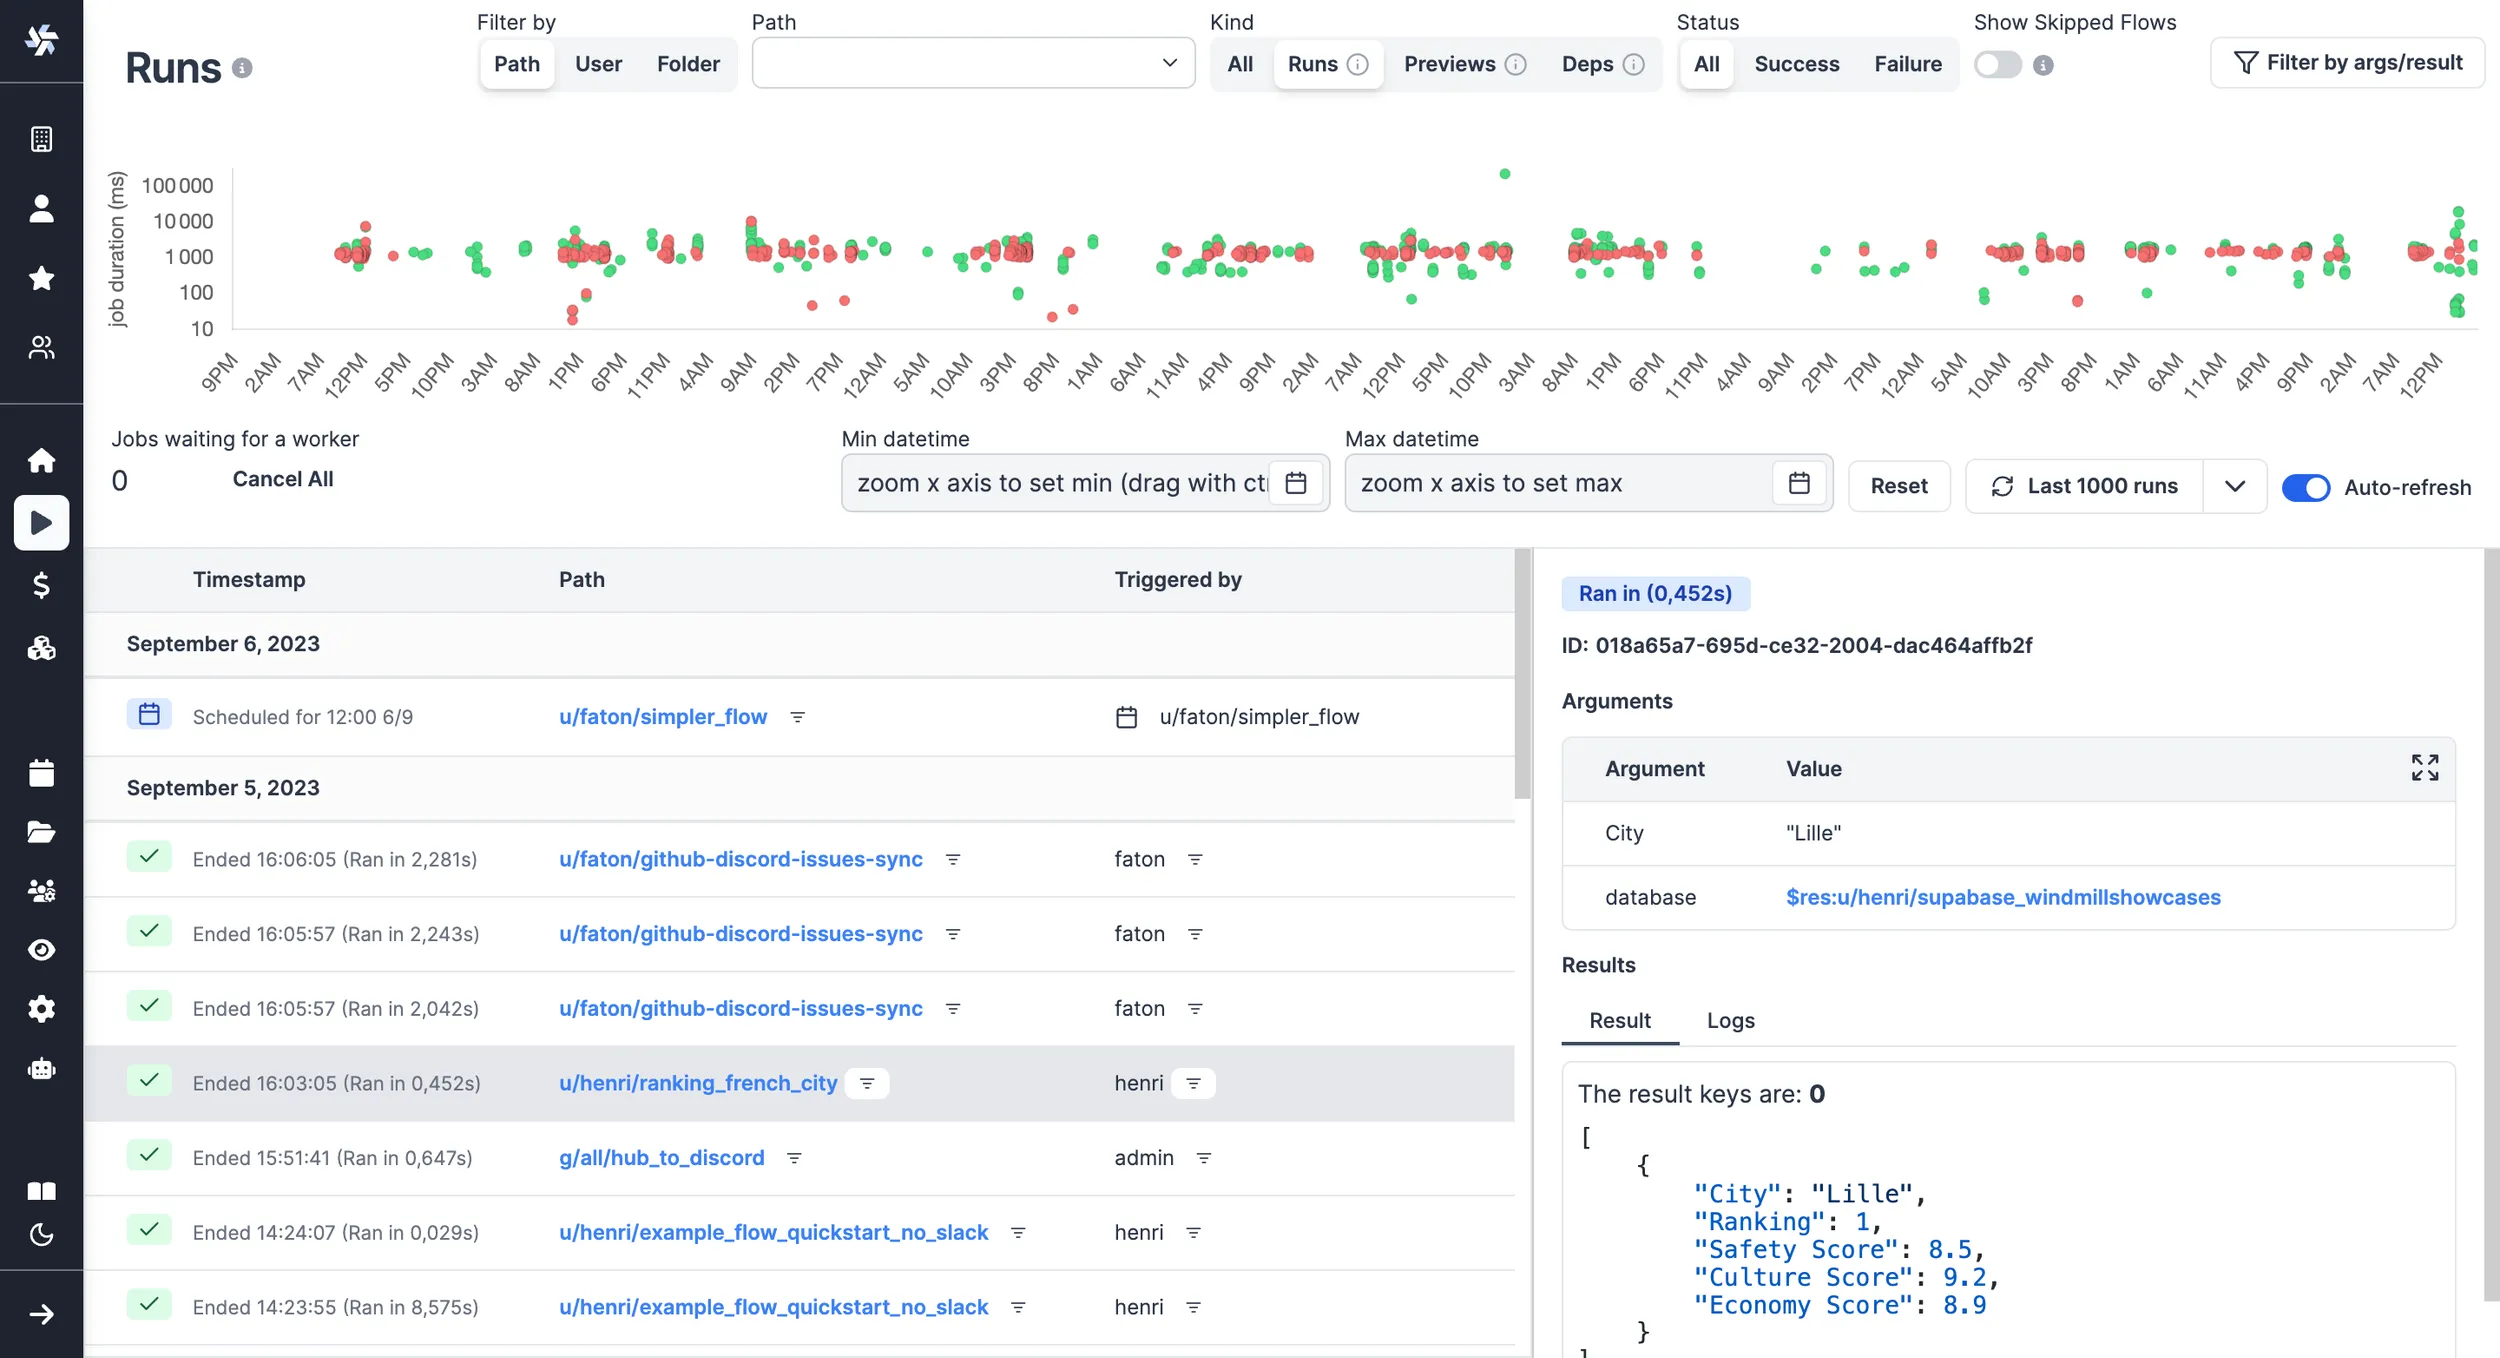 Runs
Filter by
Path User Folder
Path
Kind
All Runs Previews Deps
Status
All Success Failure
Show Skipped Flows
Filter by args/result
job duration (ms)
100 000
10 000
1 000
100
10
9PM 2AM 7AM 12PM 5PM 10PM 3AM 8AM 1PM 6PM 11PM 4AM 9AM 2PM 7PM 12AM 5AM 10AM 3PM 8PM 1AM 6AM 11AM 4PM 9PM 2AM 7AM 12PM 5PM 10PM 3AM 8AM 1PM 6PM 11PM 4AM 9AM 2PM 7PM 12AM 5AM 10AM 3PM 8PM 1AM 6AM 11AM 4PM 9PM 2AM 7AM 12PM
Jobs waiting for a worker
0 Cancel All
Min datetime
zoom x axis to set min (drag with ctr
Max datetime
zoom x axis to set max
Reset
Last 1000 runs
Auto-refresh
Timestamp Path Triggered by
September 6, 2023
Scheduled for 12:00 6/9 u/faton/simpler_flow u/faton/simpler_flow
September 5, 2023
Ended 16:06:05 (Ran in 2,281s) u/faton/github-discord-issues-sync faton
Ended 16:05:57 (Ran in 2,243s) u/faton/github-discord-issues-sync faton
Ended 16:05:57 (Ran in 2,042s) u/faton/github-discord-issues-sync faton
Ended 16:03:05 (Ran in 0,452s) u/henri/ranking_french_city henri
Ended 15:51:41 (Ran in 0,647s) g/all/hub_to_discord admin
Ended 14:24:07 (Ran in 0,029s) u/henri/example_flow_quickstart_no_slack henri
Ended 14:23:55 (Ran in 8,575s) u/henri/example_flow_quickstart_no_slack henri
Ran in (0,452s)
ID: 018a65a7-695d-ce32-2004-dac464affb2f
Arguments
Argument Value
City "Lille"
database $res:u/henri/supabase_windmillshowcases
Results
Result Logs
The result keys are: 0
[
{
"City": "Lille",
"Ranking": 1,
"Safety Score": 8.5,
"Culture Score": 9.2,
"Economy Score": 8.9
}
]